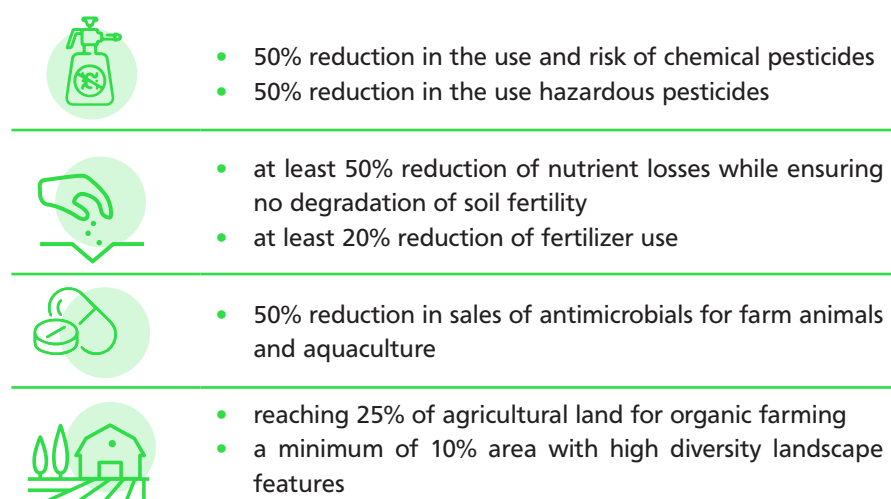 • 50% reduction in the use and risk of chemical pesticides
• 50% reduction in the use hazardous pesticides
• at least 50% reduction of nutrient losses while ensuring
no degradation of soil fertility
• at least 20% reduction of fertilizer use
• 50% reduction in sales of antimicrobials for farm animals
and aquaculture
• reaching 25% of agricultural land for organic farming
• a minimum of 10% area with high diversity landscape
features